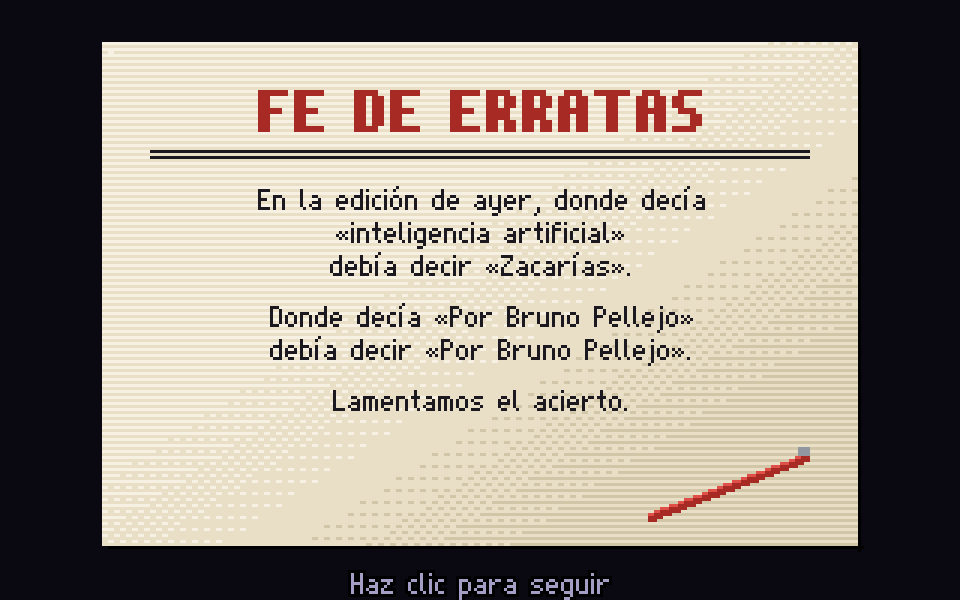 FE DE ERRATAS
En la edición de ayer, donde decía
«inteligencia artificial»
debía decir «Zacarías».
Donde decía «Por Bruno Pellejo»
debía decir «Por Bruno Pellejo».
Lamentamos el acierto.
Haz clic para seguir